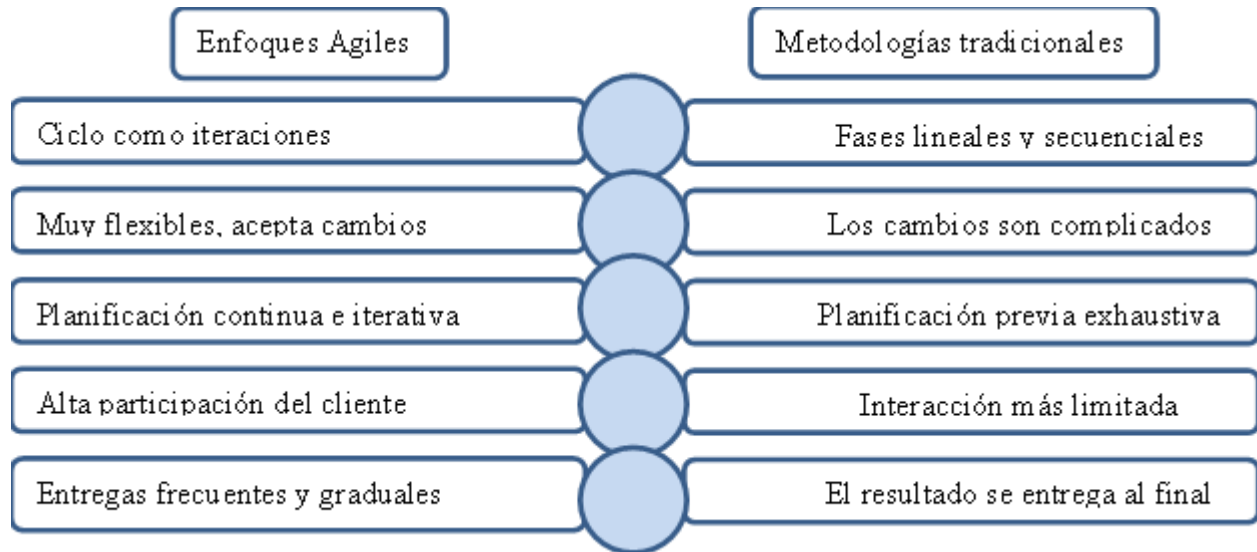 Enfoques Agiles
Metodologías tradicionales
Ciclo como iteraciones
Fases lineales y secuenciales
Muy flexibles, acepta cambios
Los cambios son complicados
Planificación continua e iterativa
Planificación previa exhaustiva
Alta participación del cliente
Interacción más limitada
Entregas frecuentes y graduales
El resultado se entrega al final